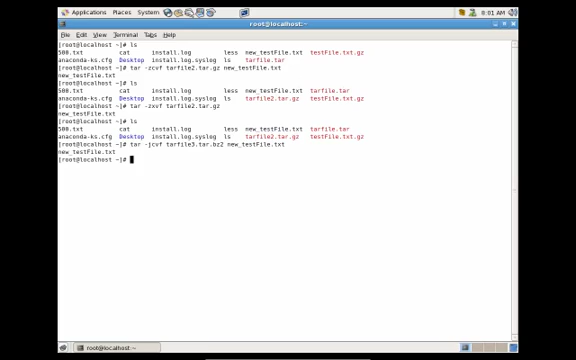 Applications Places System 8:01 AM
root@localhost:~
File Edit View Terminal Tabs Help
[root@localhost ~]# ls
500.txt cat install.log less new_testFile.txt testFile.txt.gz
anaconda-ks.cfg Desktop install.log.syslog ls tarfile.tar
[root@localhost ~]# tar -zcvf tarfile2.tar.gz new_testFile.txt
new_testFile.txt
[root@localhost ~]# ls
500.txt cat install.log less new_testFile.txt tarfile.tar
anaconda-ks.cfg Desktop install.log.syslog ls tarfile2.tar.gz testFile.txt.gz
[root@localhost ~]# tar -zxvf tarfile2.tar.gz
new_testFile.txt
[root@localhost ~]# ls
500.txt cat install.log less new_testFile.txt tarfile.tar
anaconda-ks.cfg Desktop install.log.syslog ls tarfile2.tar.gz testFile.txt.gz
[root@localhost ~]# tar -jcvf tarfile3.tar.bz2 new_testFile.txt
new_testFile.txt
[root@localhost ~]#
root@localhost:~